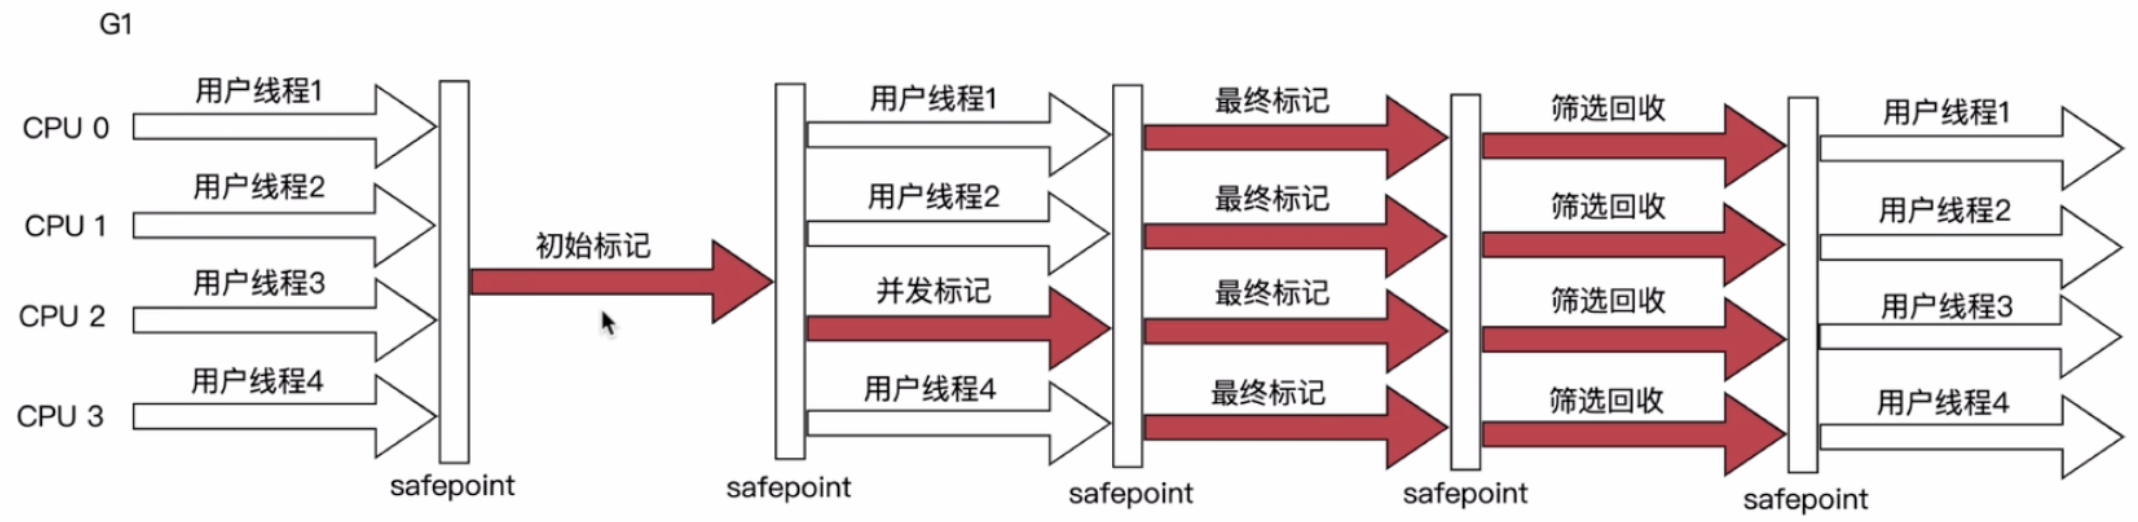 G1
CPU 0
用户线程1
CPU 1
用户线程2
CPU 2
用户线程3
CPU 3
用户线程4
safepoint
初始标记
safepoint
用户线程1
用户线程2
并发标记
用户线程4
safepoint
最终标记
最终标记
最终标记
最终标记
safepoint
筛选回收
筛选回收
筛选回收
筛选回收
safepoint
用户线程1
用户线程2
用户线程3
用户线程4